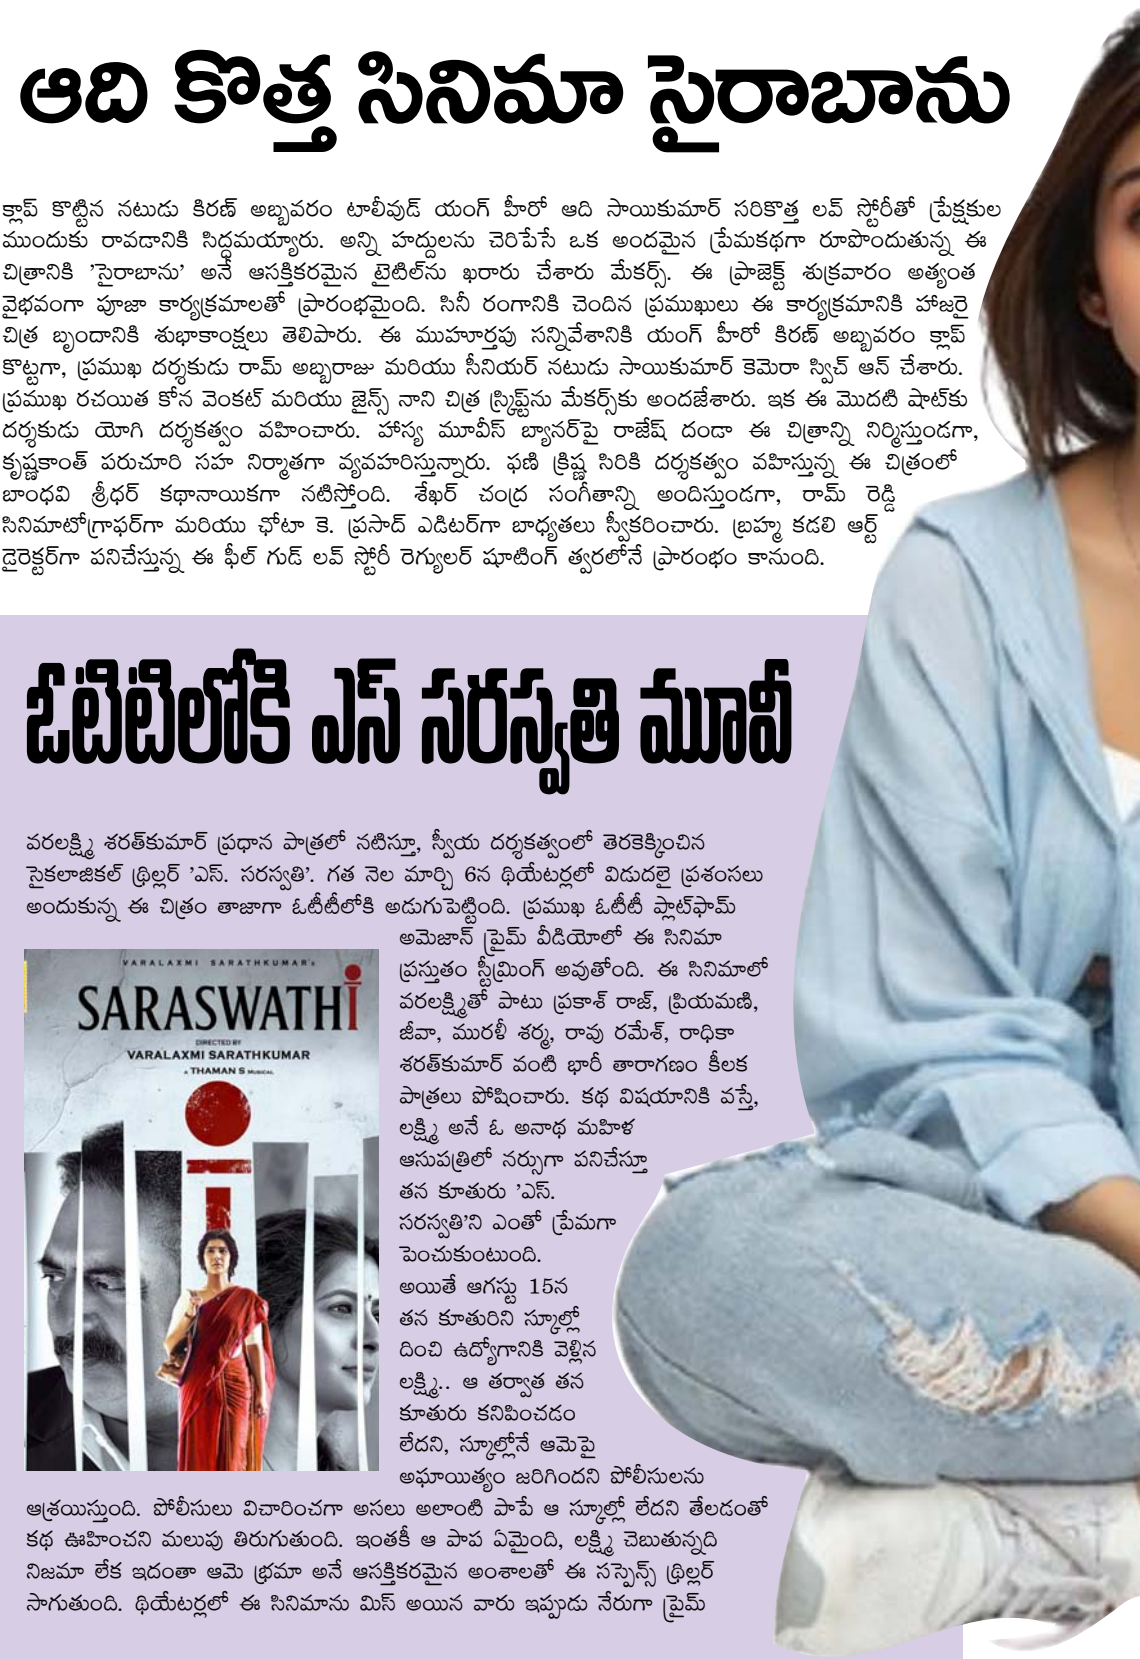 ఆది కొత్త సినిమా సైరాబాను
క్లాప్ కొట్టిన నటుడు కిరణ్ అబ్బవరం టాలీవుడ్ యంగ్ హీరో ఆది సాయికుమార్ సరికొత్త లవ్ స్టోరీతో ప్రేక్షకుల
ముందుకు రావడానికి సిద్ధమయ్యారు. అన్ని హద్దులను చెరిపేసే ఒక అందమైన ప్రేమకథగా రూపొందుతున్న ఈ
చిత్రానికి 'సైరాబాను' అనే ఆసక్తికరమైన టైటిల్‌ను ఖరారు చేశారు మేకర్స్. ఈ ప్రాజెక్ట్ శుక్రవారం అత్యంత
వైభవంగా పూజా కార్యక్రమాలతో ప్రారంభమైంది. సినీ రంగానికి చెందిన ప్రముఖులు ఈ కార్యక్రమానికి హాజరై
చిత్ర బృందానికి శుభాకాంక్షలు తెలిపారు. ఈ ముహూర్తపు సన్నివేశానికి యంగ్ హీరో కిరణ్ అబ్బవరం క్లాప్
కొట్టగా, ప్రముఖ దర్శకుడు రామ్ అబ్బరాజు మరియు సీనియర్ నటుడు సాయికుమార్ కెమెరా స్విచ్ ఆన్ చేశారు.
ప్రముఖ రచయిత కోన వెంకట్ మరియు జైన్స్ నాని చిత్ర స్క్రిప్ట్‌ను మేకర్స్‌కు అందజేశారు. ఇక ఈ మొదటి షాట్‌కు
దర్శకుడు యోగి దర్శకత్వం వహించారు. హాస్య మూవీస్ బ్యానర్‌పై రాజేష్ దండా ఈ చిత్రాన్ని నిర్మిస్తుండగా,
కృష్ణకాంత్ పరుచూరి సహ నిర్మాతగా వ్యవహరిస్తున్నారు. ఫణి క్రిష్ణ సిరికి దర్శకత్వం వహిస్తున్న ఈ చిత్రంలో
బాంధవి శ్రీధర్ కథానాయికగా నటిస్తోంది. శేఖర్ చంద్ర సంగీతాన్ని అందిస్తుండగా, రామ్ రెడ్డి
సినిమాటోగ్రాఫర్‌గా మరియు ఛోటా కె. ప్రసాద్ ఎడిటర్‌గా బాధ్యతలు స్వీకరించారు. బ్రహ్మ కడలి ఆర్ట్
డైరెక్టర్‌గా పనిచేస్తున్న ఈ ఫీల్ గుడ్ లవ్ స్టోరీ రెగ్యులర్ షూటింగ్ త్వరలోనే ప్రారంభం కానుంది.
ఓటిటిలోకి ఎస్ సరస్వతి మూవీ
వరలక్ష్మి శరత్‌కుమార్ ప్రధాన పాత్రలో నటిస్తూ, స్వీయ దర్శకత్వంలో తెరకెక్కించిన
సైకలాజికల్ థ్రిల్లర్ 'ఎస్. సరస్వతి'. గత నెల మార్చి 6న థియేటర్లలో విడుదలై ప్రశంసలు
అందుకున్న ఈ చిత్రం తాజాగా ఓటీటీలోకి అడుగుపెట్టింది. ప్రముఖ ఓటీటీ ప్లాట్‌ఫామ్
అమెజాన్ ప్రైమ్ వీడియోలో ఈ సినిమా
ప్రస్తుతం స్ట్రీమింగ్ అవుతోంది. ఈ సినిమాలో
వరలక్ష్మితో పాటు ప్రకాశ్ రాజ్, ప్రియమణి,
జీవా, మురళీ శర్మ, రావు రమేశ్, రాధికా
శరత్‌కుమార్ వంటి భారీ తారాగణం కీలక
పాత్రలు పోషించారు. కథ విషయానికి వస్తే,
లక్ష్మి అనే ఓ అనాథ మహిళ
ఆసుపత్రిలో నర్సుగా పనిచేస్తూ
తన కూతురు 'ఎస్.
సరస్వతి'ని ఎంతో ప్రేమగా
పెంచుకుంటుంది.
అయితే ఆగస్టు 15న
తన కూతురిని స్కూల్లో
దించి ఉద్యోగానికి వెళ్లిన
లక్ష్మి.. ఆ తర్వాత తన
కూతురు కనిపించడం
లేదని, స్కూల్లోనే ఆమెపై
అఘాయిత్యం జరిగిందని పోలీసులను
ఆశ్రయిస్తుంది. పోలీసులు విచారించగా అసలు అలాంటి పాపే ఆ స్కూల్లో లేదని తేలడంతో
కథ ఊహించని మలుపు తిరుగుతుంది. ఇంతకీ ఆ పాప ఏమైంది, లక్ష్మి చెబుతున్నది
నిజమా లేక ఇదంతా ఆమె భ్రమా అనే ఆసక్తికరమైన అంశాలతో ఈ సస్పెన్స్ థ్రిల్లర్
సాగుతుంది. థియేటర్లలో ఈ సినిమాను మిస్ అయిన వారు ఇప్పుడు నేరుగా ప్రైమ్
VARALAXMI SARATHKUMAR's
SARASWATHi
DIRECTED BY
VARALAXMI SARATHKUMAR
A THAMAN S MUSICAL